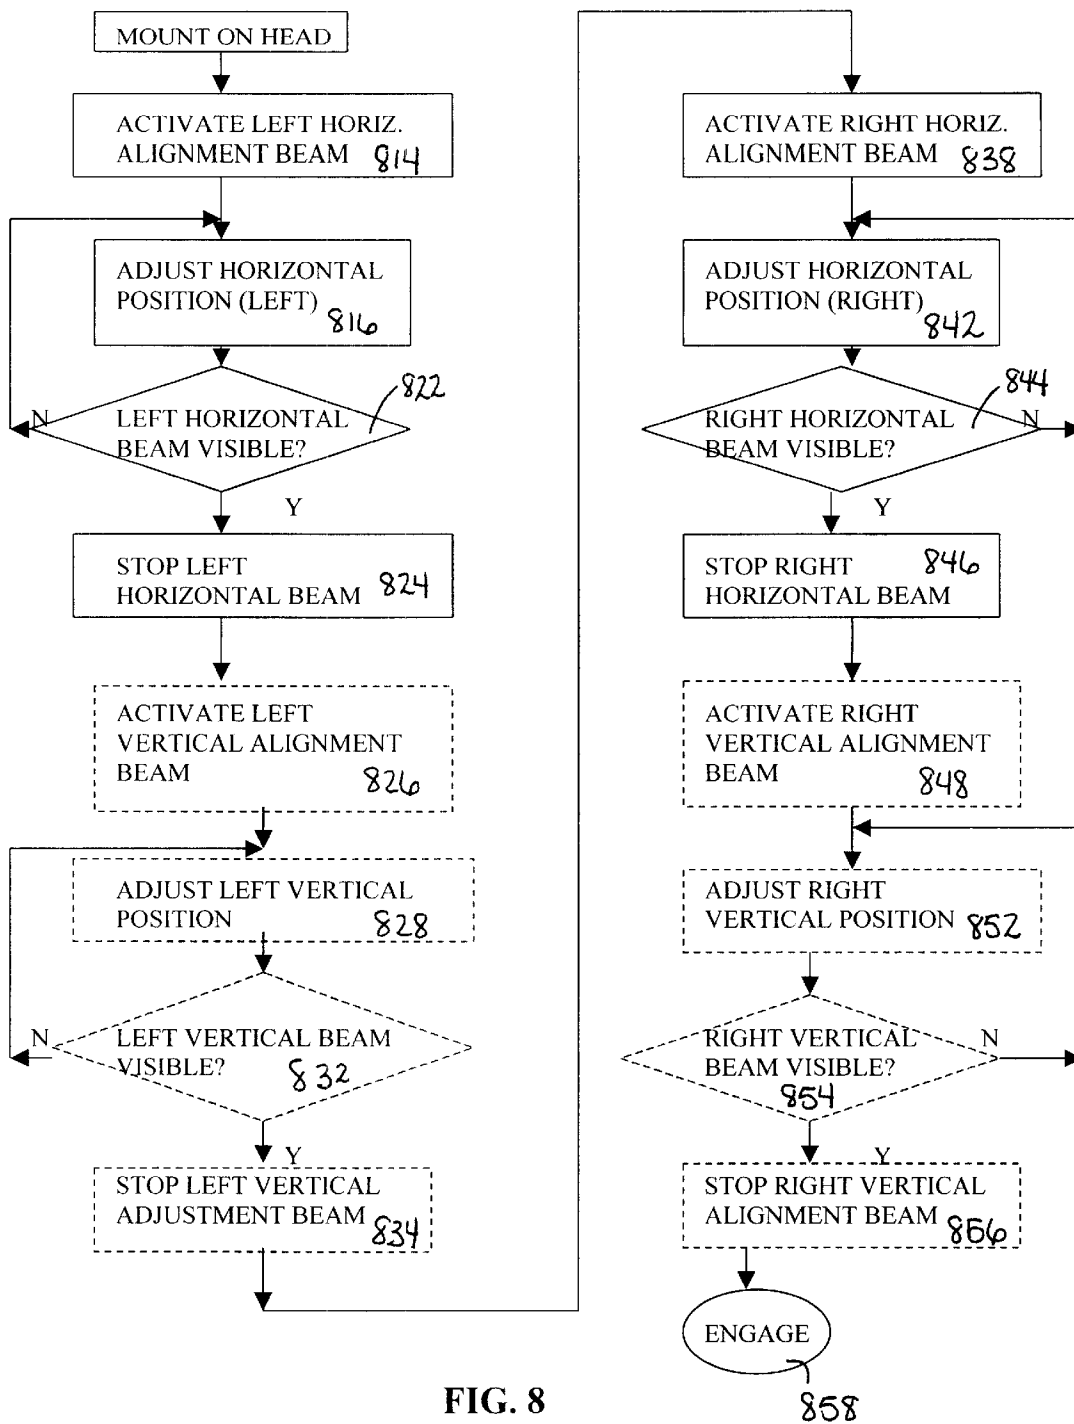 MOUNT ON HEAD
ACTIVATE LEFT HORIZ.
ALIGNMENT BEAM 814
ADJUST HORIZONTAL
POSITION (LEFT)
816
822
N
LEFT HORIZONTAL
BEAM VISIBLE?
Y
STOP LEFT
HORIZONTAL BEAM 824
ACTIVATE LEFT
VERTICAL ALIGNMENT
BEAM
826
ADJUST LEFT VERTICAL
POSITION
828
N
LEFT VERTICAL BEAM
VISIBLE?
832
Y
STOP LEFT VERTICAL
ADJUSTMENT BEAM 834
ACTIVATE RIGHT HORIZ.
ALIGNMENT BEAM 838
ADJUST HORIZONTAL
POSITION (RIGHT)
842
844
RIGHT HORIZONTAL
BEAM VISIBLE?
N
Y
STOP RIGHT 846
HORIZONTAL BEAM
ACTIVATE RIGHT
VERTICAL ALIGNMENT
BEAM
848
ADJUST RIGHT
VERTICAL POSITION 852
RIGHT VERTICAL
BEAM VISIBLE?
N
854
Y
STOP RIGHT VERTICAL
ALIGNMENT BEAM 856
ENGAGE
858
FIG. 8